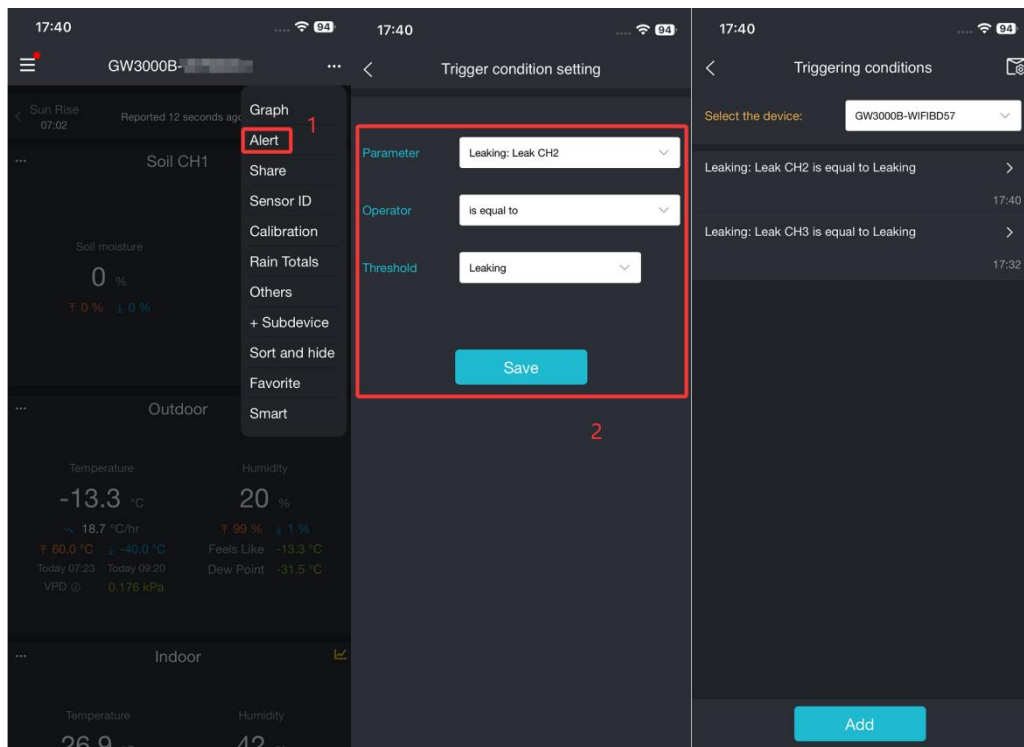 17:40
94
GW3000B-
Sun Rise
07:02
Reported 12 seconds ago
Graph
Alert
1
Share
Sensor ID
Calibration
Rain Totals
Others
+ Subdevice
Sort and hide
Favorite
Smart
Soil CH1
Soil moisture
0 %
0 % 0 %
Outdoor
Temperature
Humidity
-13.3 °C
20 %
18.7 °C/hr
99 % 1 %
60.0 °C -40.0 °C
Feels Like -13.3 °C
Today 07:23 Today 09:20
Dew Point -31.5 °C
VPD 0.176 kPa
Indoor
Temperature
Humidity
26.9
42
17:40
94
Trigger condition setting
Parameter
Leaking: Leak CH2
Operator
is equal to
Threshold
Leaking
Save
2
17:40
94
Triggering conditions
Select the device:
GW3000B-WIFIBD57
Leaking: Leak CH2 is equal to Leaking
17:40
Leaking: Leak CH3 is equal to Leaking
17:32
Add